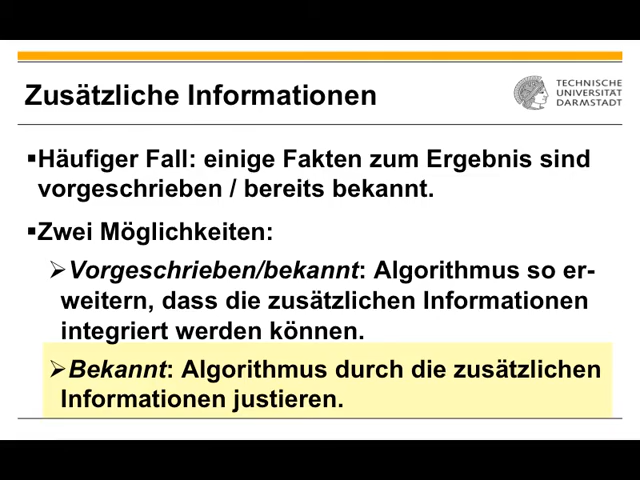 Zusätzliche Informationen
TECHNISCHE
UNIVERSITÄT
DARMSTADT
▪Häufiger Fall: einige Fakten zum Ergebnis sind
vorgeschrieben / bereits bekannt.
▪Zwei Möglichkeiten:
➢Vorgeschrieben/bekannt: Algorithmus so er-
weitern, dass die zusätzlichen Informationen
integriert werden können.
➢Bekannt: Algorithmus durch die zusätzlichen
Informationen justieren.